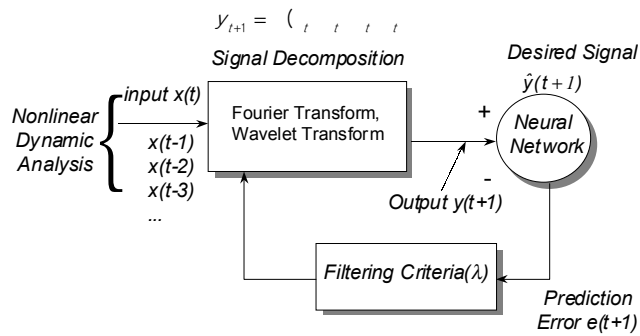 y t+1 = ( t t t t
Signal Decomposition
Desired Signal
ŷ(t+1)
input x(t)
Nonlinear
Dynamic
Analysis
x(t-1)
x(t-2)
x(t-3)
...
Fourier Transform,
Wavelet Transform
+
-
Neural
Network
Output y(t+1)
Filtering Criteria(λ)
Prediction
Error e(t+1)